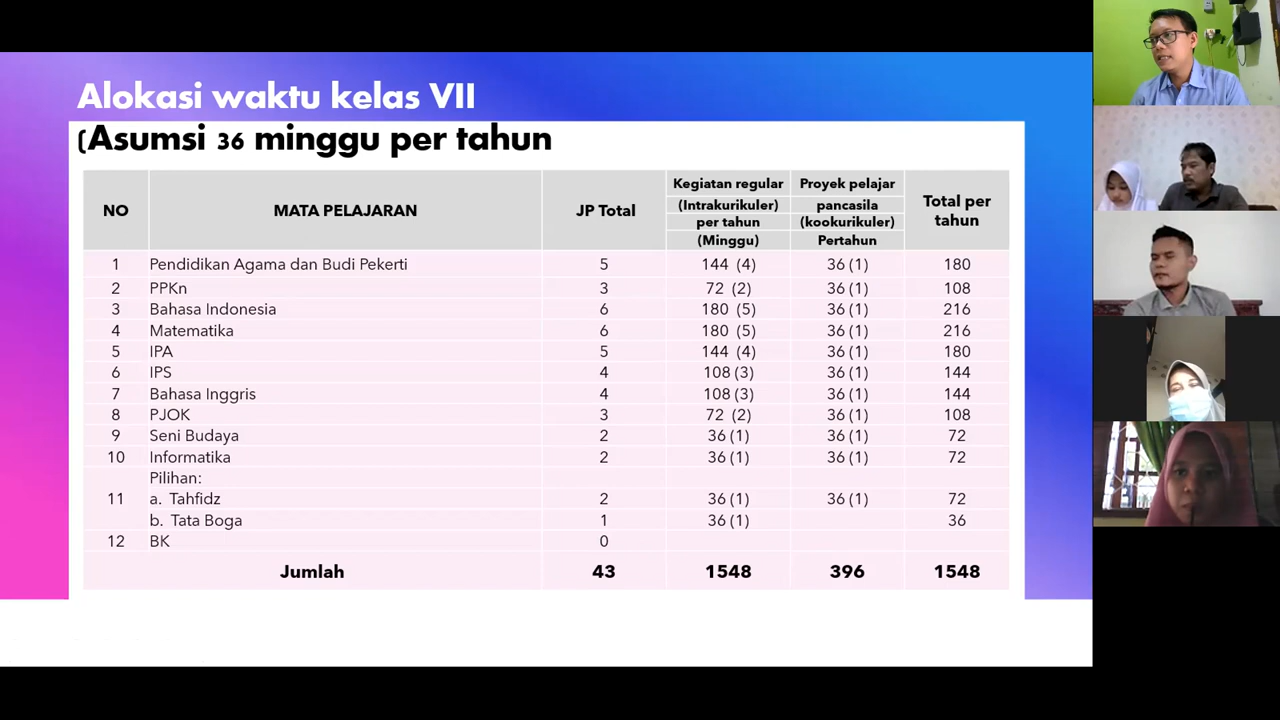 Alokasi waktu kelas VII
(Asumsi 36 minggu per tahun
NO MATA PELAJARAN JP Total Kegiatan regular (Intrakurikuler) per tahun (Minggu) Proyek pelajar pancasila (kookurikuler) Pertahun Total per tahun
1 Pendidikan Agama dan Budi Pekerti 5 144 (4) 36 (1) 180
2 PPKn 3 72 (2) 36 (1) 108
3 Bahasa Indonesia 6 180 (5) 36 (1) 216
4 Matematika 6 180 (5) 36 (1) 216
5 IPA 5 144 (4) 36 (1) 180
6 IPS 4 108 (3) 36 (1) 144
7 Bahasa Inggris 4 108 (3) 36 (1) 144
8 PJOK 3 72 (2) 36 (1) 108
9 Seni Budaya 2 36 (1) 36 (1) 72
10 Informatika 2 36 (1) 36 (1) 72
Pilihan:
11 a. Tahfidz 2 36 (1) 36 (1) 72
b. Tata Boga 1 36 (1) 36
12 BK 0
Jumlah 43 1548 396 1548